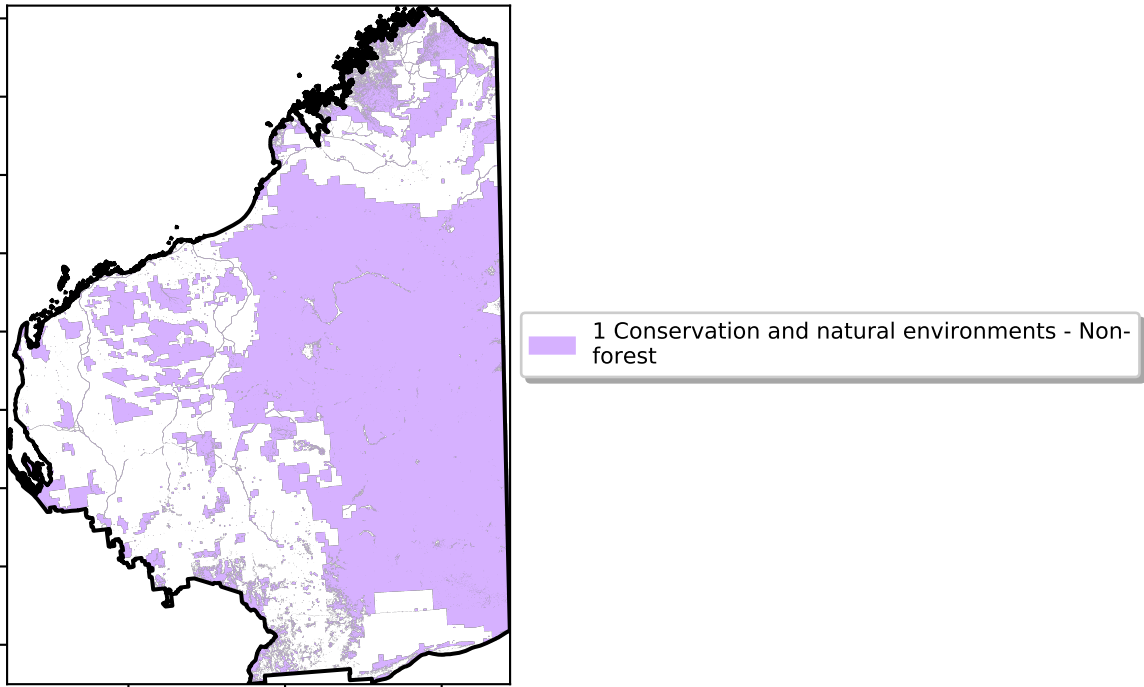 1 Conservation and natural environments - Non-
forest